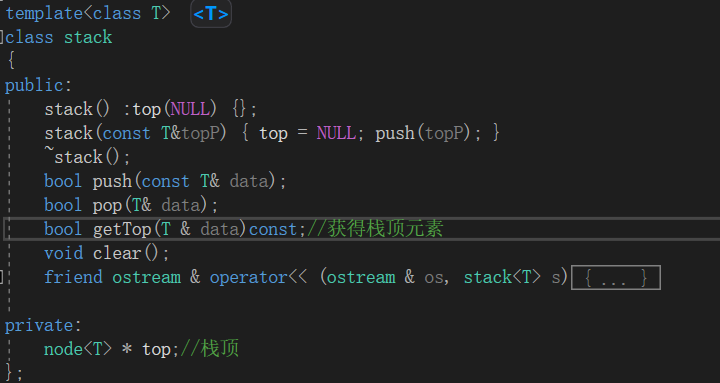 template<class T> <T>
class stack
{
public:
stack() :top(NULL) {};
stack(const T&topP) { top = NULL; push(topP); }
~stack();
bool push(const T& data);
bool pop(T& data);
bool getTop(T & data)const;//获得栈顶元素
void clear();
friend ostream & operator<< (ostream & os, stack<T> s){ ... }
private:
node<T> * top;//栈顶
};